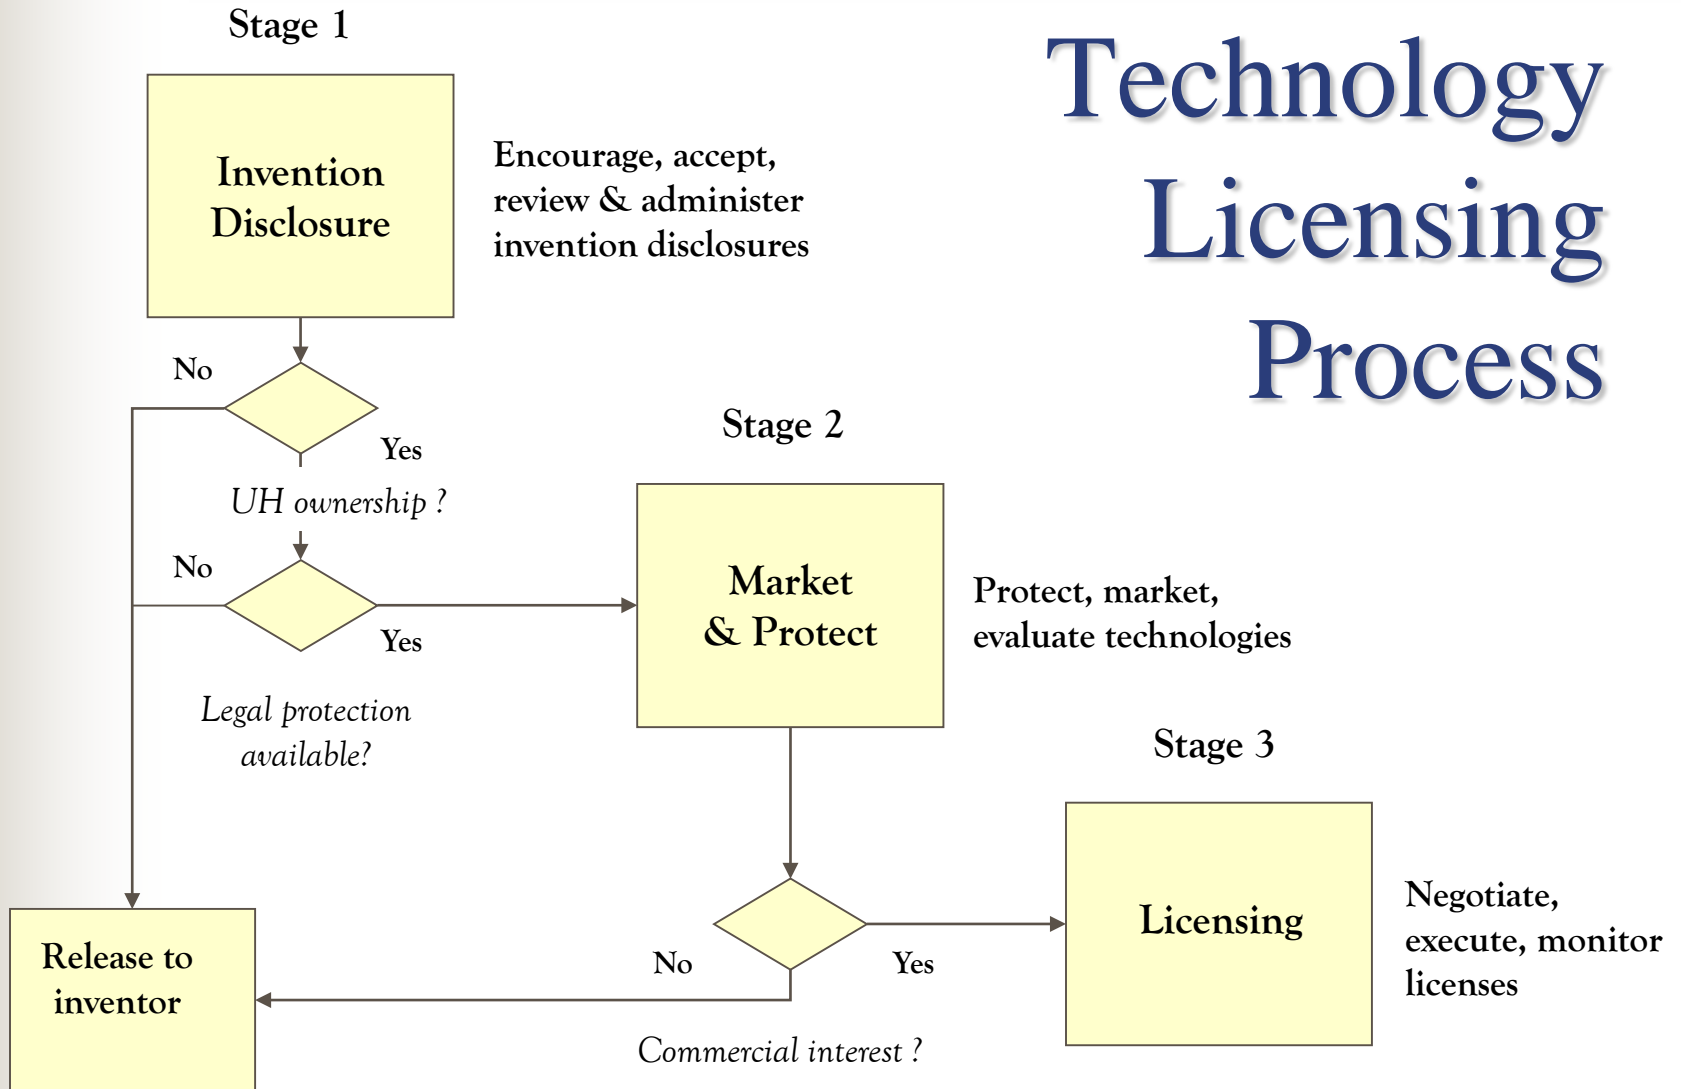 Stage 1
Technology
Licensing
Process
Invention
Disclosure
Encourage, accept,
review & administer
invention disclosures
No
Yes
UH ownership ?
No
Yes
Legal protection
available?
Stage 2
Market
& Protect
Protect, market,
evaluate technologies
Stage 3
Licensing
Negotiate,
execute, monitor
licenses
No
Yes
Commercial interest ?
Release to
inventor